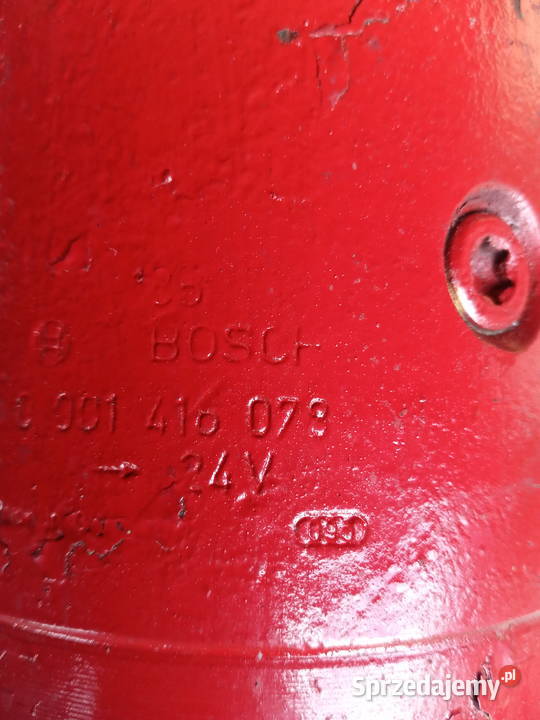 BOSCH
0 001 416 078
24V
Sprzedajemy.pl